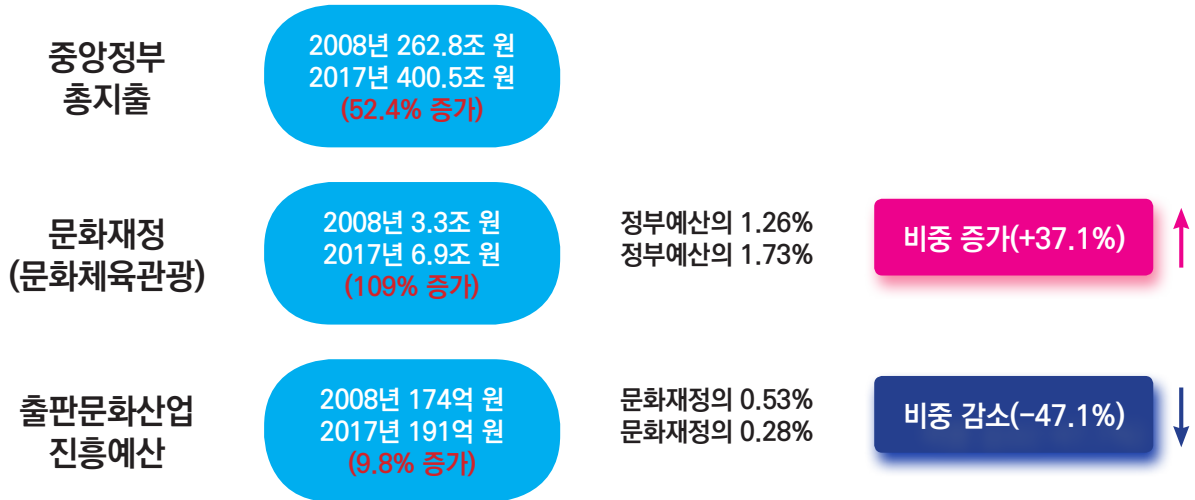 중앙정부
총지출
2008년 262.8조 원
2017년 400.5조 원
(52.4% 증가)
문화재정
(문화체육관광)
2008년 3.3조 원
2017년 6.9조 원
(109% 증가)
정부예산의 1.26%
정부예산의 1.73%
비중 증가(+37.1%)
출판문화산업
진흥예산
2008년 174억 원
2017년 191억 원
(9.8% 증가)
문화재정의 0.53%
문화재정의 0.28%
비중 감소(-47.1%)